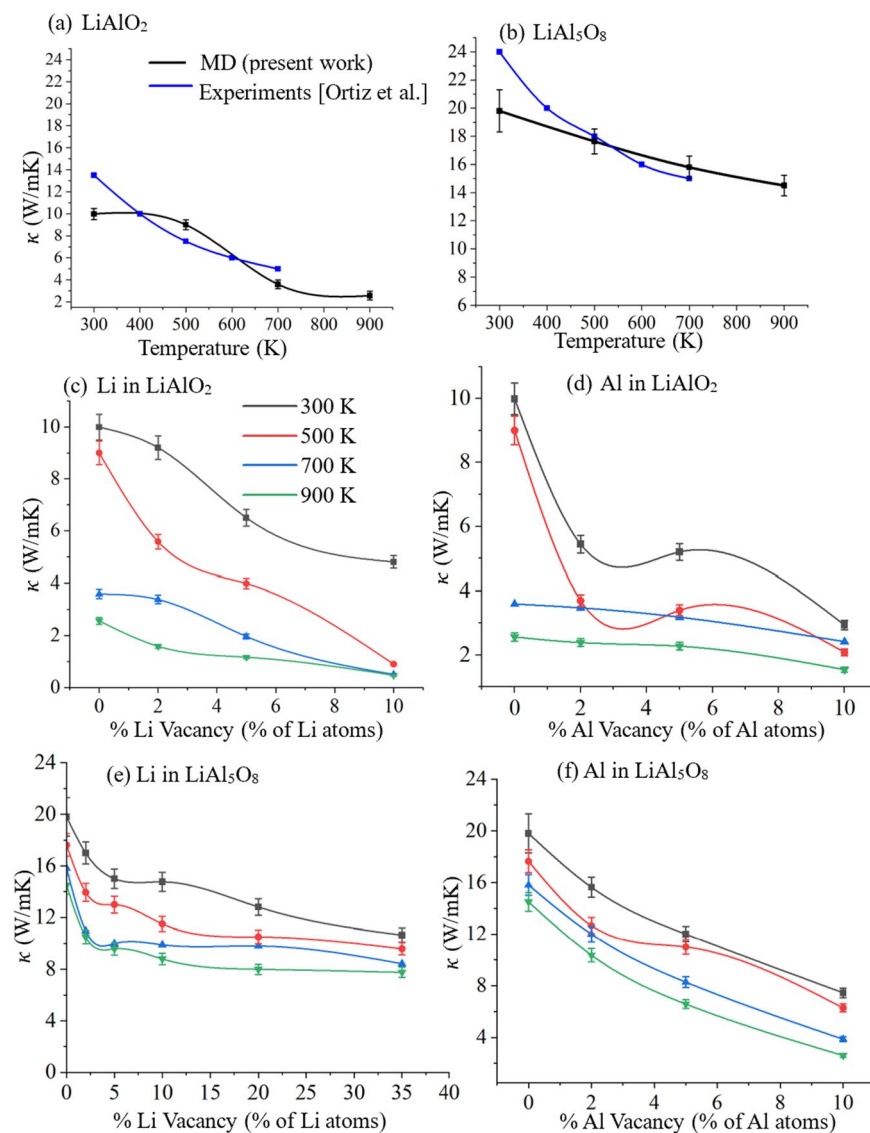 (a) LiAlO₂
MD (present work)
Experiments [Ortiz et al.]
κ (W/mK)
24
22
20
18
16
14
12
10
8
6
4
2
300 400 500 600 700 800 900
Temperature (K)
(b) LiAl₅O₈
24
22
20
18
16
14
12
10
8
6
300 400 500 600 700 800 900
Temperature (K)
(c) Li in LiAlO₂
300 K
500 K
700 K
900 K
κ (W/mK)
10
8
6
4
2
0
0 2 4 6 8 10
% Li Vacancy (% of Li atoms)
(d) Al in LiAlO₂
κ (W/mK)
10
8
6
4
2
0 2 4 6 8 10
% Al Vacancy (% of Al atoms)
(e) Li in LiAl₅O₈
κ (W/mK)
24
20
16
12
8
4
0
0 5 10 15 20 25 30 35 40
% Li Vacancy (% of Li atoms)
(f) Al in LiAl₅O₈
κ (W/mK)
24
20
16
12
8
4
0 2 4 6 8 10
% Al Vacancy (% of Al atoms)